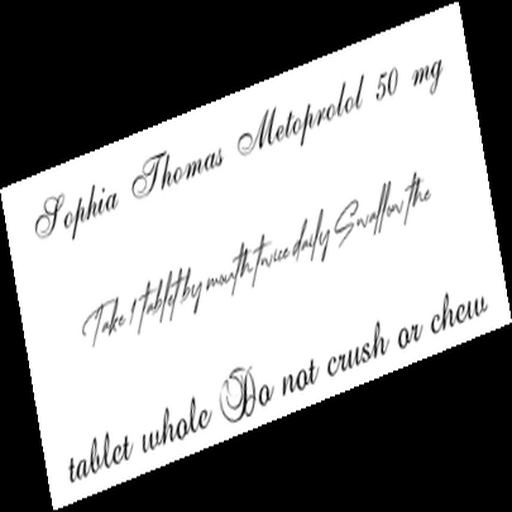 Sophia Thomas Metoprolol 50 mg
Take 1 tablet by mouth twice daily Swallow the
tablet whole Do not crush or chew